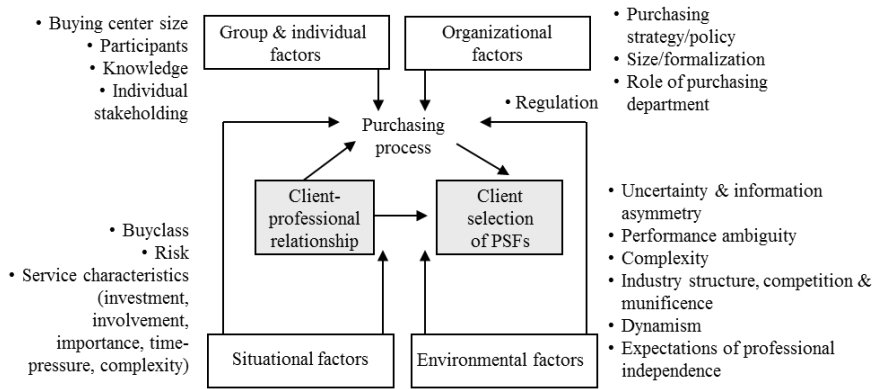 • Buying center size
• Participants
• Knowledge
• Individual
stakeholding
Group & individual
factors
Organizational
factors
• Purchasing
strategy/policy
• Size/formalization
• Role of purchasing
department
• Regulation
Purchasing
process
Client-
professional
relationship
Client
selection
of PSFs
• Buyclass
• Risk
• Service characteristics
(investment,
involvement,
importance, time-
pressure, complexity)
• Uncertainty & information
asymmetry
• Performance ambiguity
• Complexity
• Industry structure, competition &
munificence
• Dynamism
• Expectations of professional
independence
Situational factors
Environmental factors